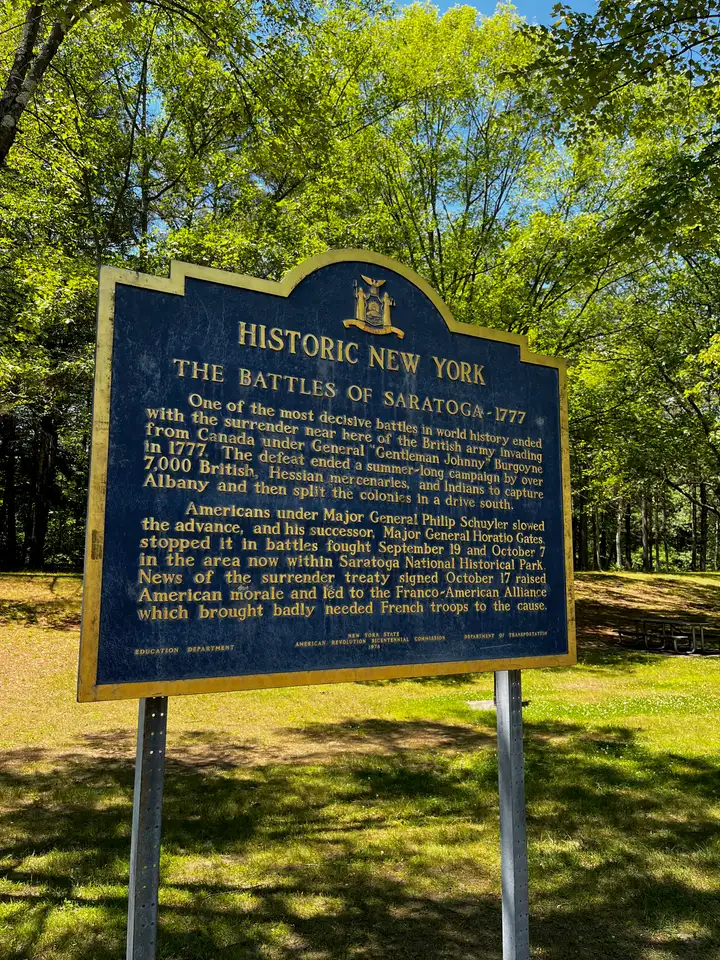 HISTORIC NEW YORK
THE BATTLES OF SARATOGA - 1777
One of the most decisive battles in world history ended
with the surrender near here of the British army invading
from Canada under General "Gentleman Johnny" Burgoyne
in 1777. The defeat ended a summer-long campaign by over
7,000 British, Hessian mercenaries, and Indians to capture
Albany and then split the colonies in a drive south.
Americans under Major General Philip Schuyler slowed
the advance, and his successor, Major General Horatio Gates,
stopped it in battles fought September 19 and October 7
in the area now within Saratoga National Historical Park.
News of the surrender treaty signed October 17 raised
American morale and led to the Franco-American Alliance
which brought badly needed French troops to the cause.
EDUCATION DEPARTMENT
NEW YORK STATE
AMERICAN REVOLUTION BICENTENNIAL COMMISSION
DEPARTMENT OF TRANSPORTATION